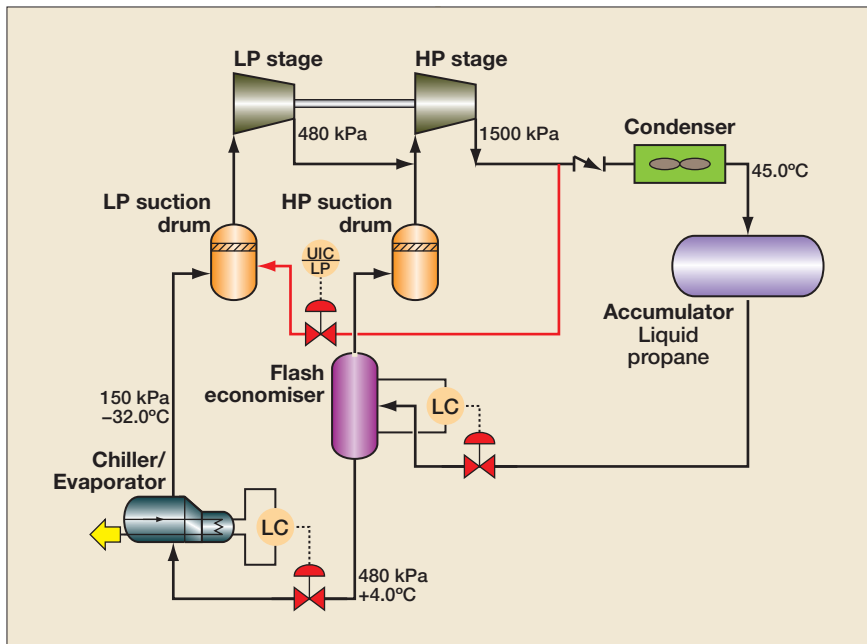 LP stage
HP stage
480 kPa
1500 kPa
Condenser
45.0ºC
LP suction
drum
HP suction
drum
UIC
LP
Accumulator
Liquid
propane
Flash
economiser
LC
150 kPa
–32.0ºC
Chiller/
Evaporator
LC
480 kPa
+4.0ºC